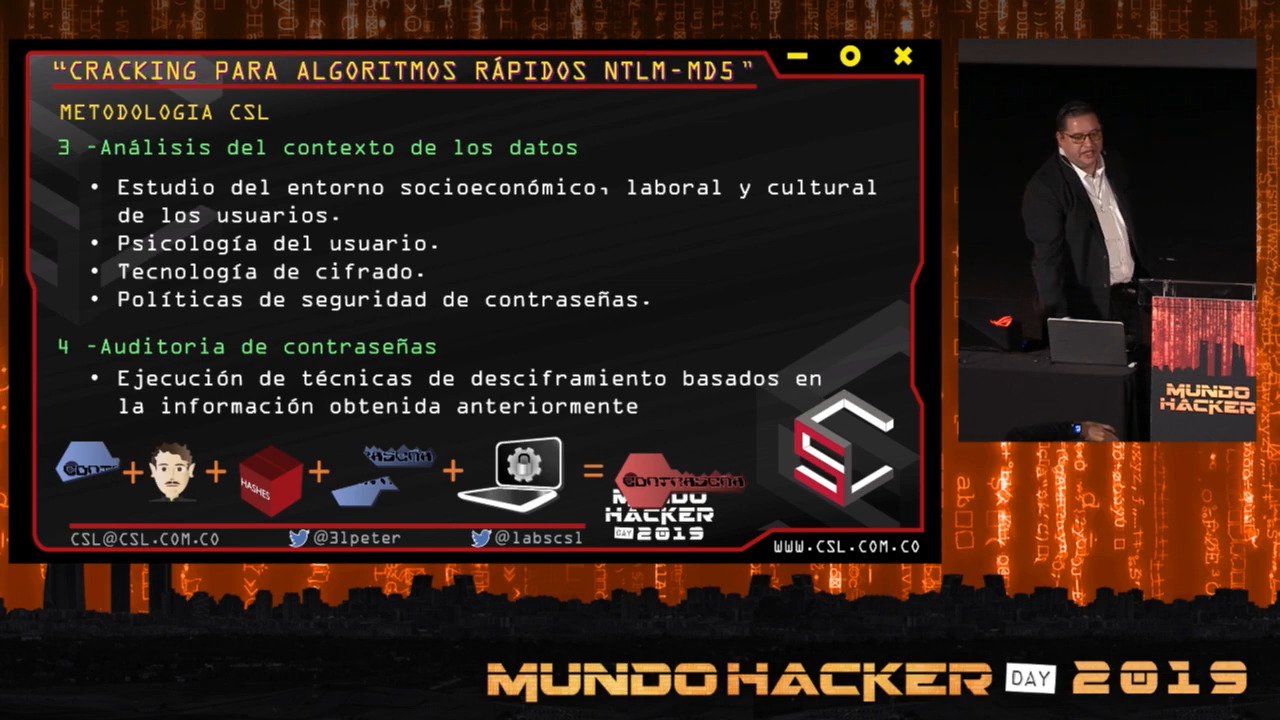 “CRACKING PARA ALGORITMOS RÁPIDOS NTLM-MD5”
METODOLOGIA CSL
3 -Análisis del contexto de los datos
• Estudio del entorno socioeconómico, laboral y cultural
de los usuarios.
• Psicología del usuario.
• Tecnología de cifrado.
• Políticas de seguridad de contraseñas.
4 -Auditoria de contraseñas
• Ejecución de técnicas de desciframiento basados en
la información obtenida anteriormente
CONTR + + HASHES + ASEÑA + = CONTRASEÑA
MUNDO
HACKER
DAY 2019
CSL@CSL.COM.CO @3lpeter @labscsl
WWW.CSL.COM.CO
MUNDO
HACKER
MUNDO HACKER DAY 2019